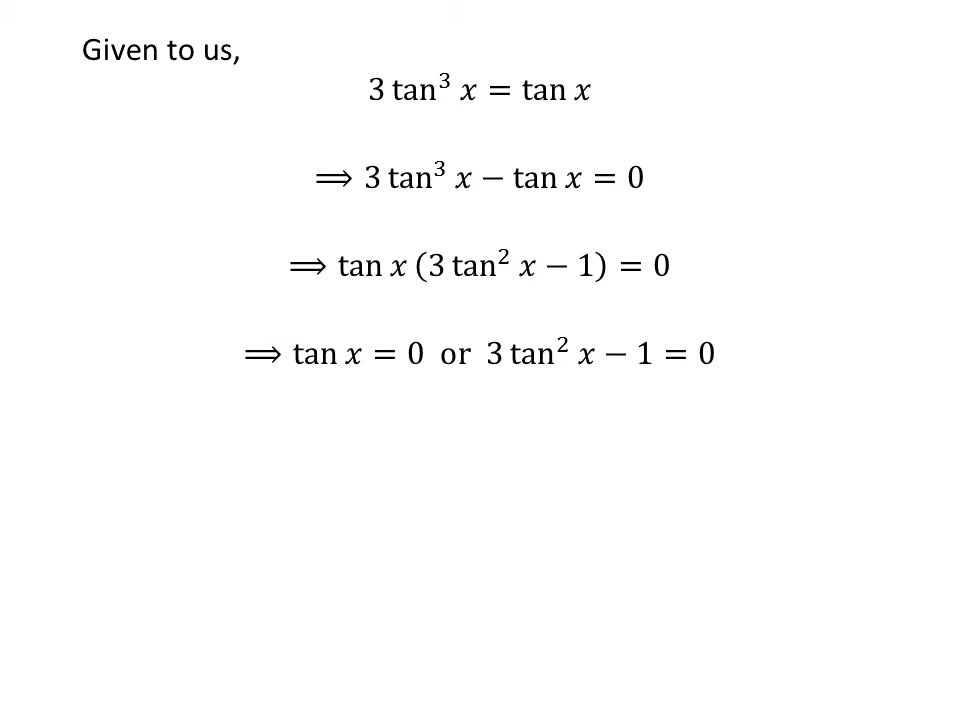 Given to us,
3 tan³ 𝑥 = tan 𝑥
⟹ 3 tan³ 𝑥 − tan 𝑥 = 0
⟹ tan 𝑥 (3 tan² 𝑥 − 1) = 0
⟹ tan 𝑥 = 0 or 3 tan² 𝑥 − 1 = 0